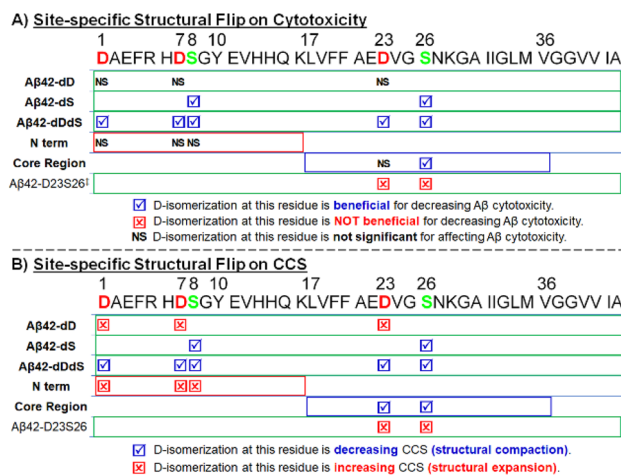 A) Site-specific Structural Flip on Cytotoxicity
1 7 8 10 17 23 26 36
DAEFR HDSGY EVHHQ KLVFF AEDVG SNKGA IIGLM VGGVV IA
Aβ42-dD NS NS NS
Aβ42-dS ☑ ☑
Aβ42-dDdS ☑ ☑ ☑ ☑ ☑
N term NS NS NS
Core Region NS ☑
Aβ42-D23S26‡ ☒ ☒
☑ D-isomerization at this residue is beneficial for decreasing Aβ cytotoxicity.
☒ D-isomerization at this residue is NOT beneficial for decreasing Aβ cytotoxicity.
NS D-isomerization at this residue is not significant for affecting Aβ cytotoxicity.
B) Site-specific Structural Flip on CCS
1 7 8 10 17 23 26 36
DAEFR HDSGY EVHHQ KLVFF AEDVG SNKGA IIGLM VGGVV IA
Aβ42-dD ☒ ☒ ☒
Aβ42-dS ☑ ☑
Aβ42-dDdS ☑ ☑ ☑ ☑ ☑
N term ☒ ☒ ☒
Core Region ☑ ☑
Aβ42-D23S26 ☒ ☒
☑ D-isomerization at this residue is decreasing CCS (structural compaction).
☒ D-isomerization at this residue is increasing CCS (structural expansion).